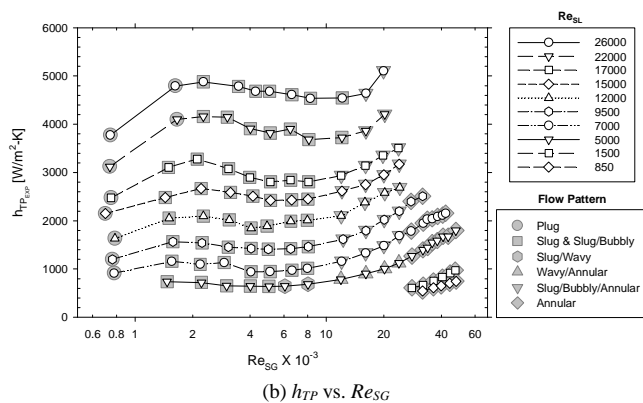 h_TP_EXP [W/m²-K]
6000
5000
4000
3000
2000
1000
0
0.6 0.8 1 2 4 6 8 10 20 40 60
Re_SG X 10⁻³
Re_SL
26000
22000
17000
15000
12000
9500
7000
5000
1500
850
Flow Pattern
Plug
Slug & Slug/Bubbly
Slug/Wavy
Wavy/Annular
Slug/Bubbly/Annular
Annular
(b) h_TP vs. Re_SG